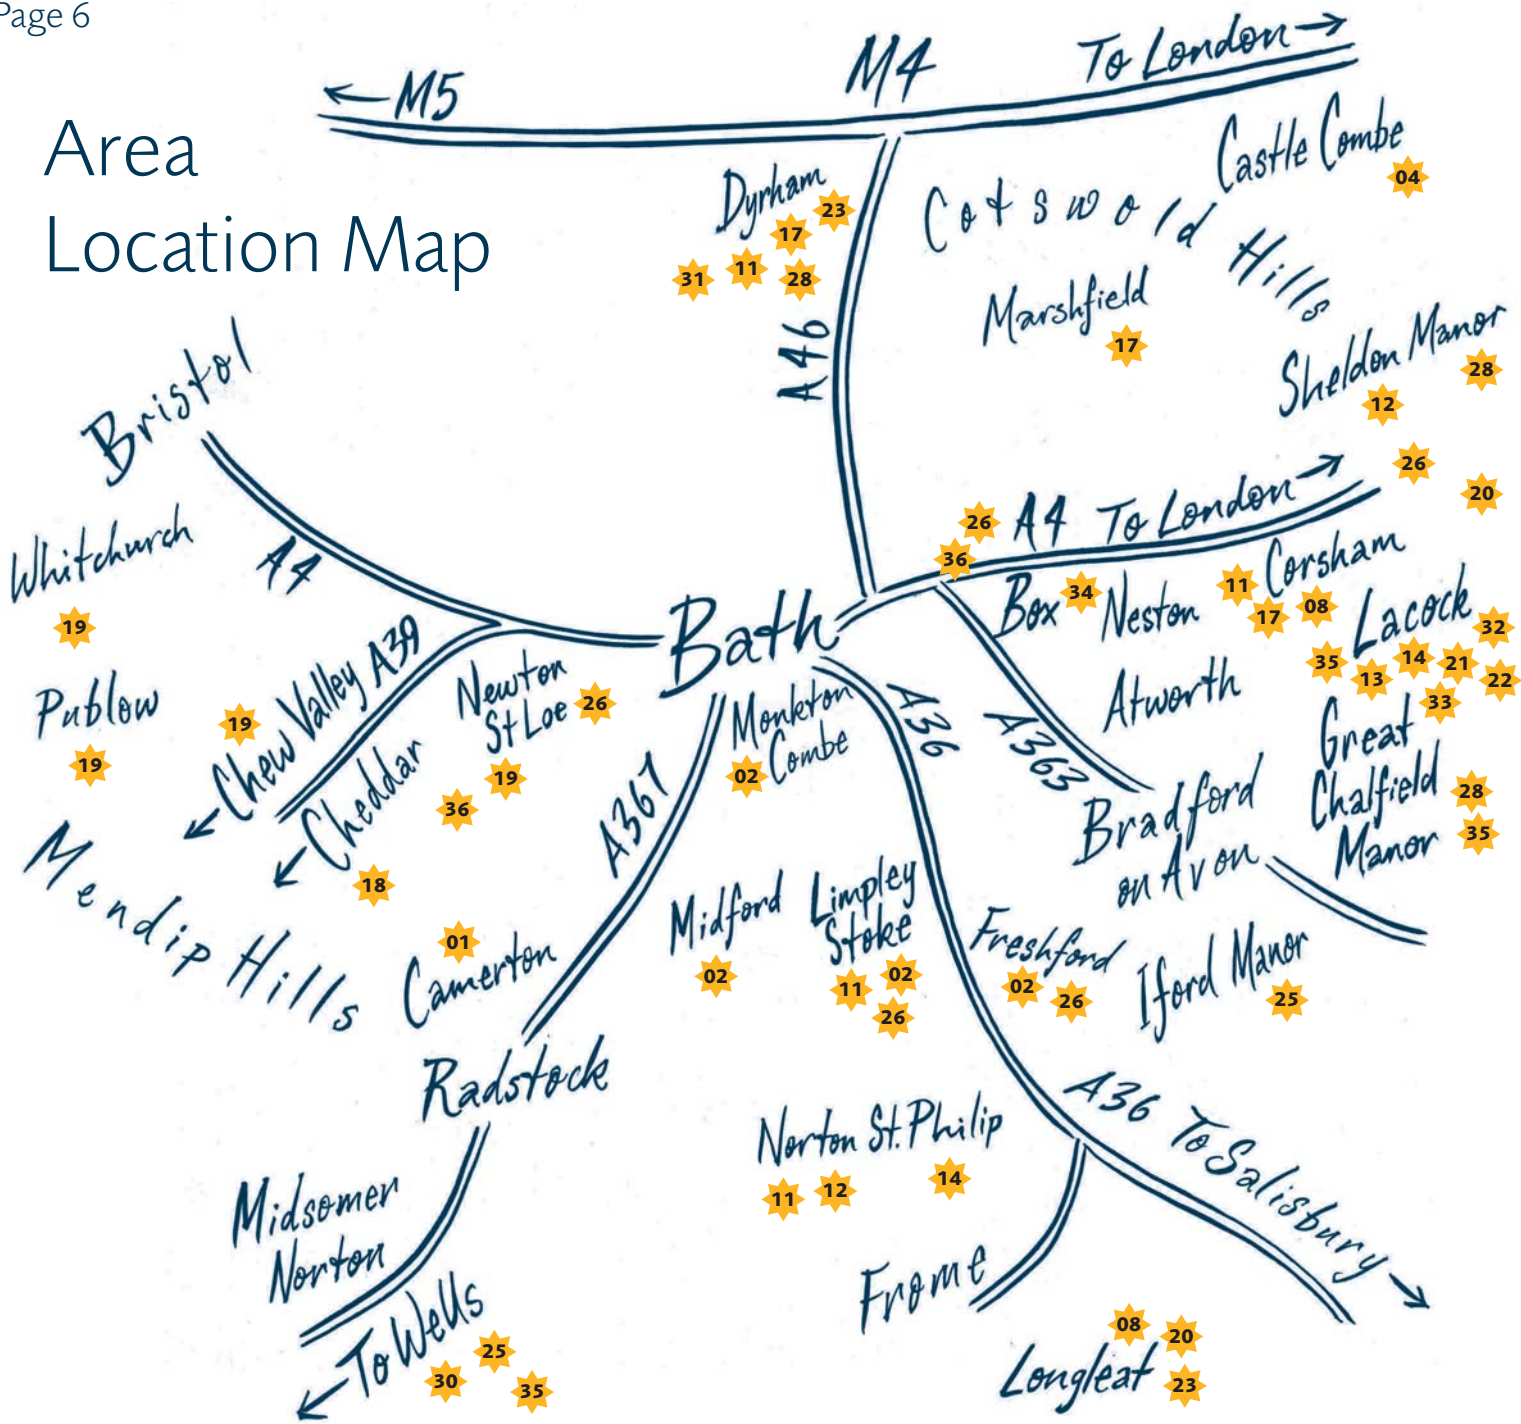 Page 6
Area
Location Map
← M5
M4
To London →
Castle Combe
04
Cotswold Hills
Dyrham
23
17
11
28
31
A46
Marshfield
17
Sheldon Manor
28
12
26
20
Bristol
A4
Whitchurch
19
Publow
19
19
Chew Valley A39
Cheddar
18
Newton
St Loe
26
19
36
Mendip Hills
Bath
26
36
A4 To London →
Box
34
Neston
11
Corsham
17
08
Lacock
32
35
13
14
21
22
33
Atworth
Great
Chalfield
Manor
28
35
A36
A363
Bradford
on Avon
Monkton
Combe
02
A367
Midford
02
Limpley
Stoke
11
02
26
Freshford
02
26
Iford Manor
25
01
Camerton
Radstock
Midsomer
Norton
To Wells
25
30
35
Norton St. Philip
11
12
14
A36 To Salisbury
Frome
08
20
Longleat
23